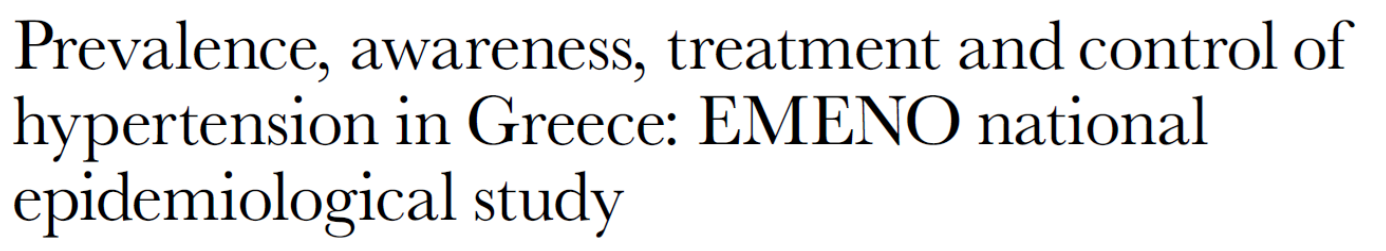 Prevalence, awareness, treatment and control of
hypertension in Greece: EMENO national
epidemiological study